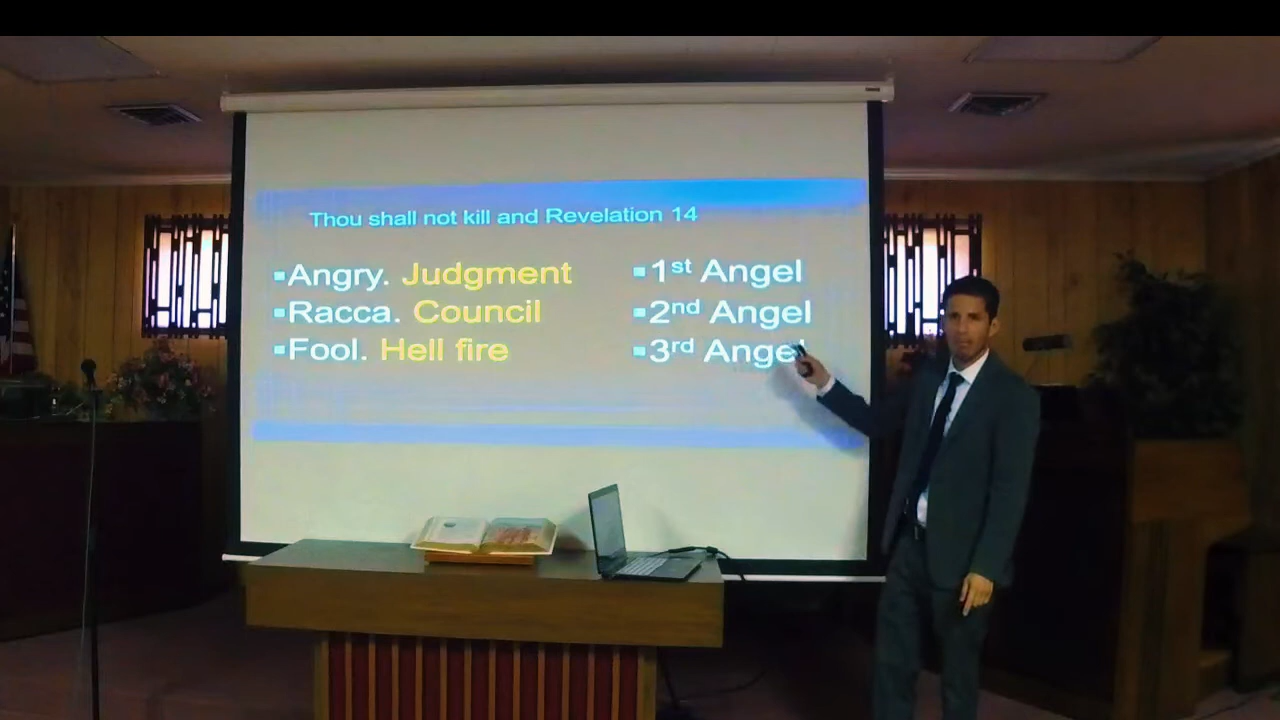 Thou shall not kill and Revelation 14
▪Angry. Judgment
▪Racca. Council
▪Fool. Hell fire
▪1st Angel
▪2nd Angel
▪3rd Angel